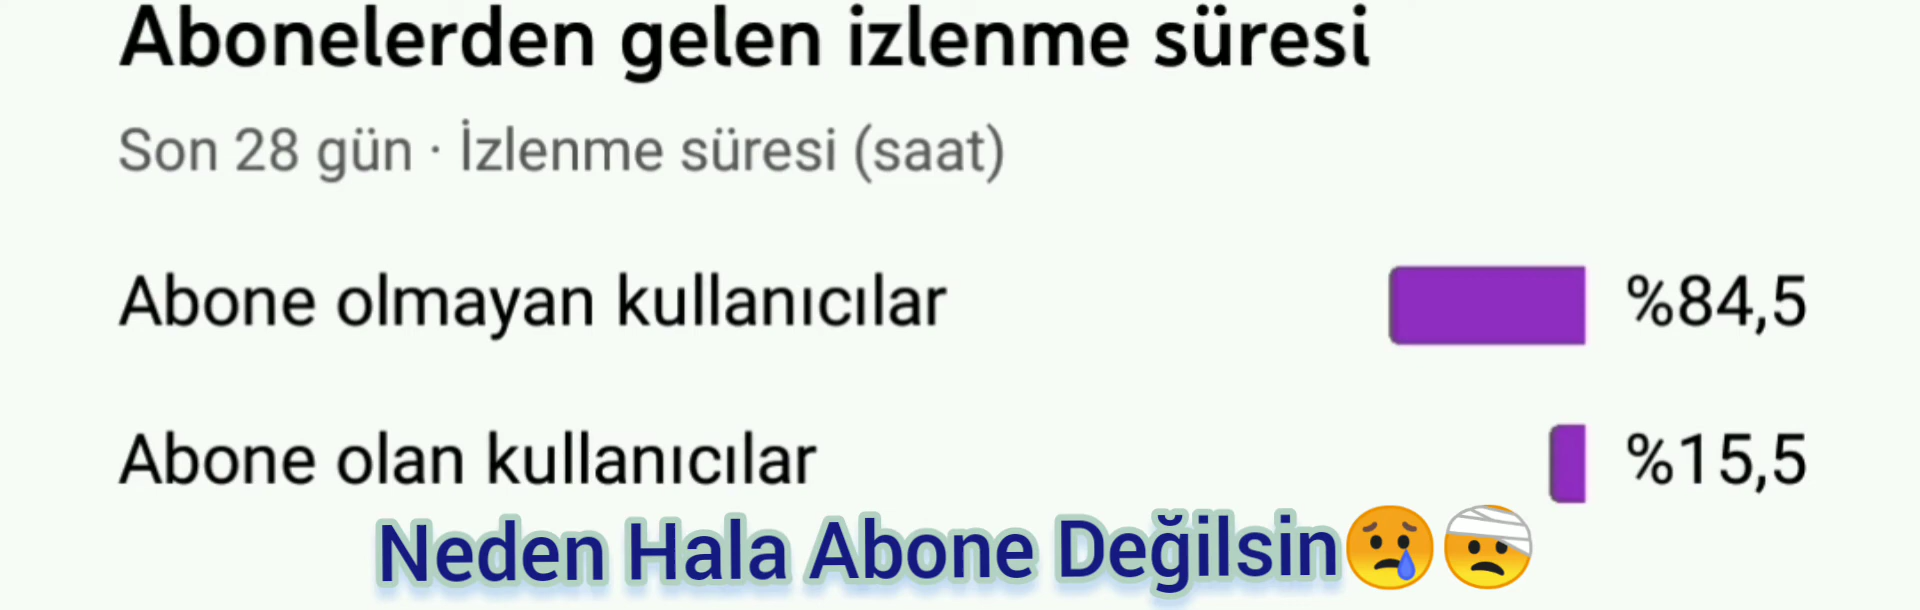 Abonelerden gelen izlenme süresi
Son 28 gün · İzlenme süresi (saat)
Abone olmayan kullanıcılar %84,5
Abone olan kullanıcılar %15,5
Neden Hala Abone Değilsin😢🤕